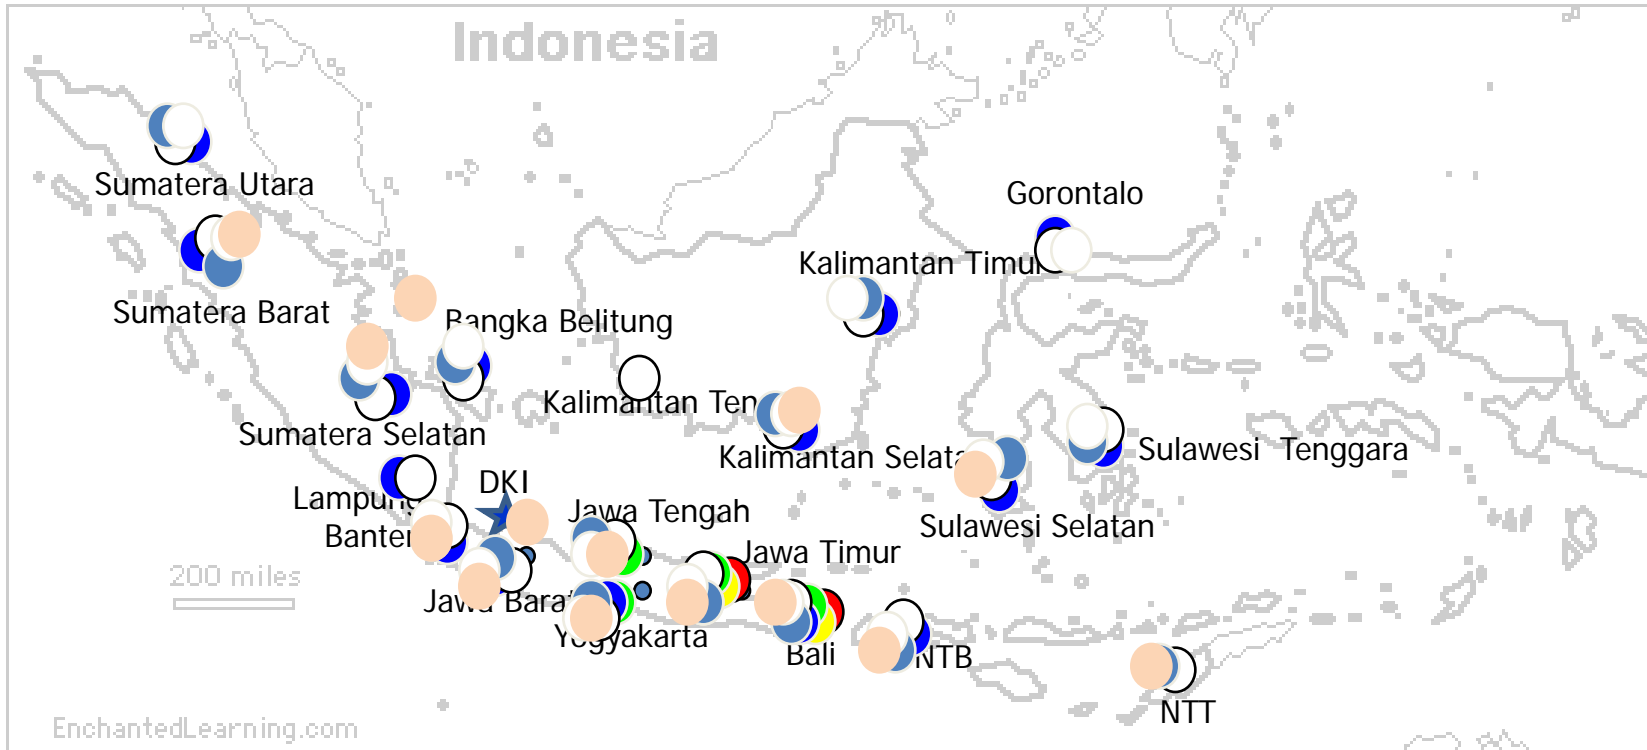 Indonesia
Sumatera Utara
Gorontalo
Kalimantan Timur
Sumatera Barat
Bangka Belitung
Kalimantan Ten
Sumatera Selatan
Kalimantan Selata
Sulawesi Tenggara
DKI
Lampung
Jawa Tengah
Sulawesi Selatan
Banten
Jawa Timur
200 miles
Jawa Barat
Yogyakarta
Bali
NTB
NTT
EnchantedLearning.com